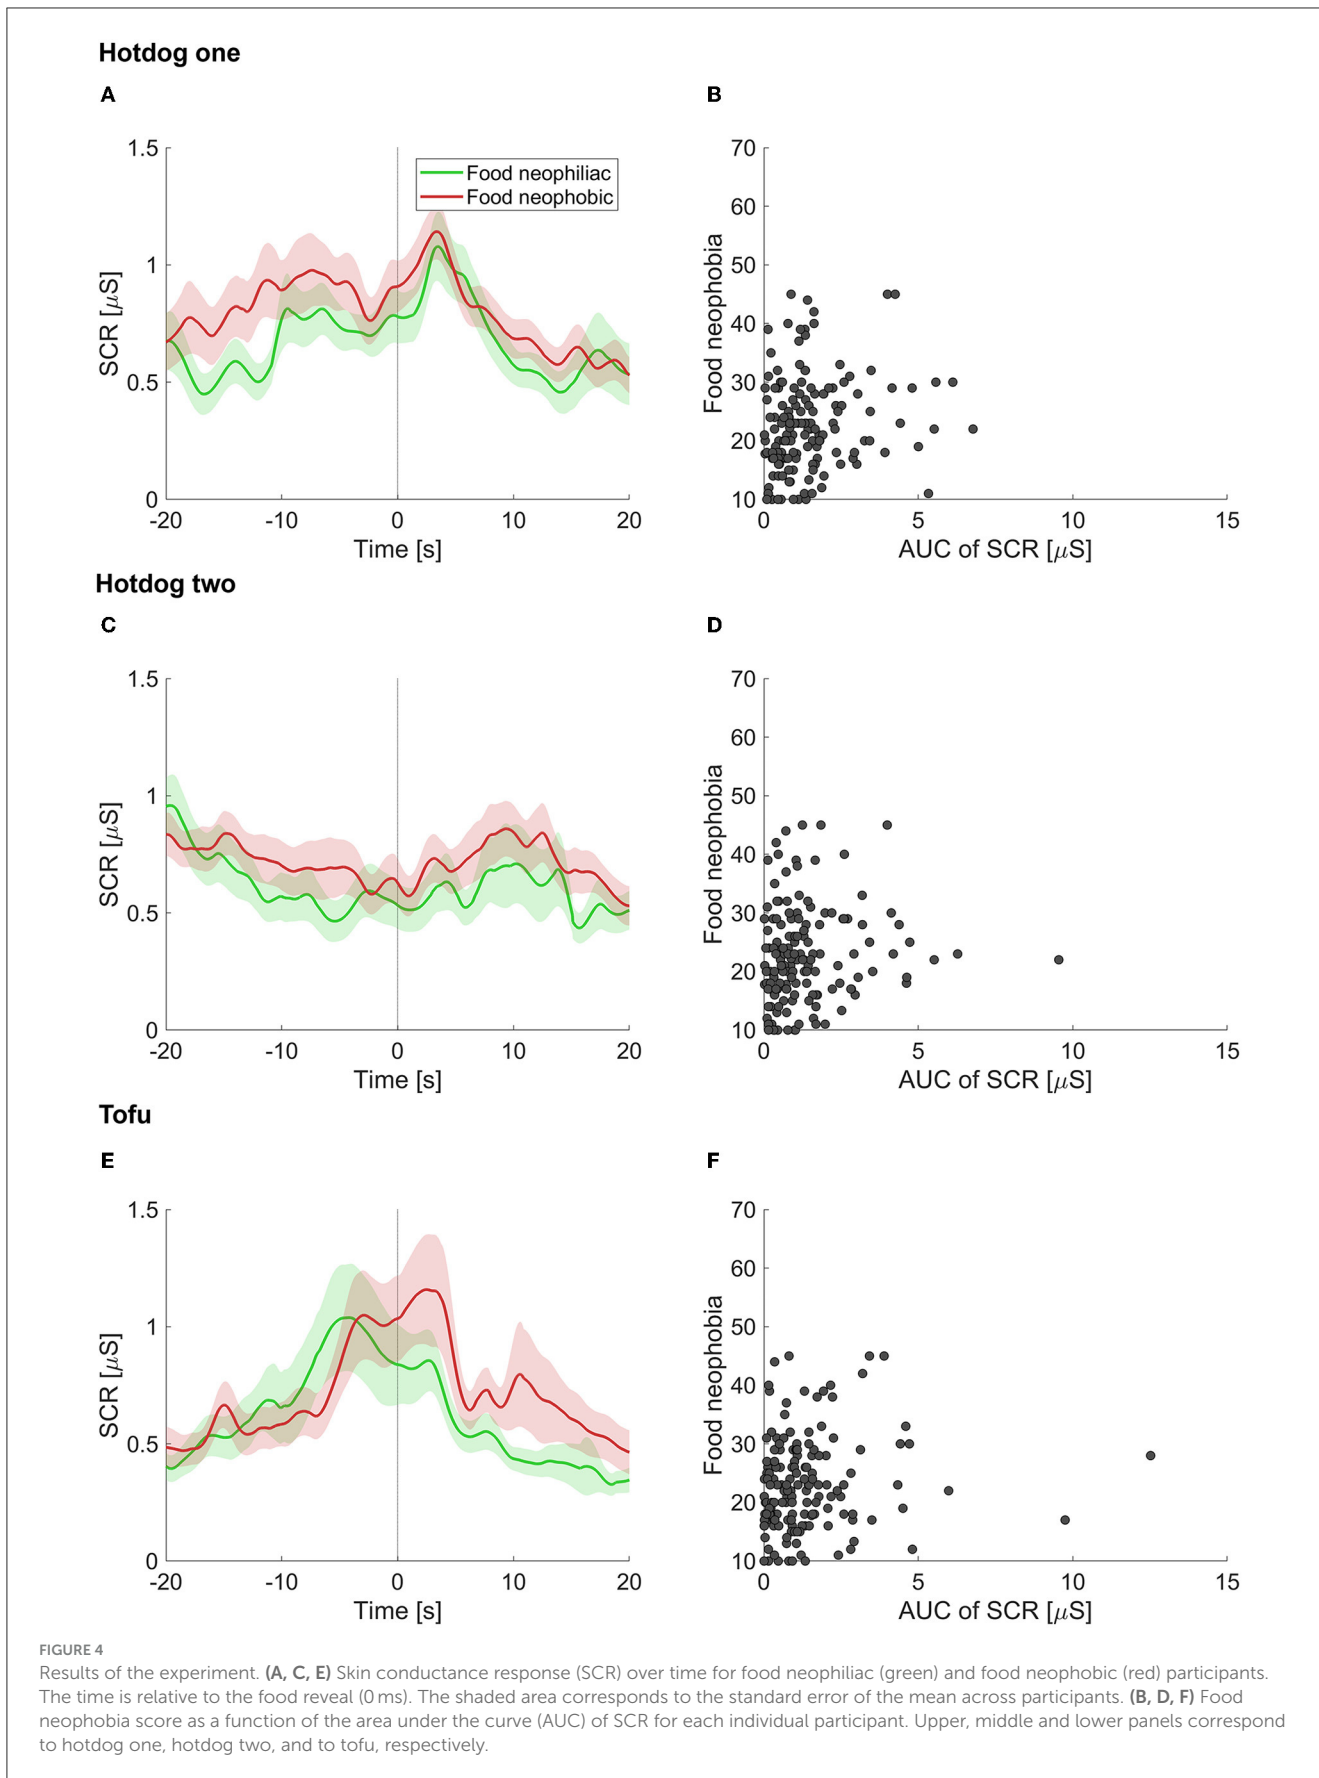 Hotdog one
A
B
1.5
1
0.5
0
SCR [μS]
Food neophiliac
Food neophobic
-20
-10
0
10
20
Time [s]
70
60
50
40
30
20
10
Food neophobia
0
5
10
15
AUC of SCR [μS]
Hotdog two
C
D
1.5
1
0.5
0
SCR [μS]
-20
-10
0
10
20
Time [s]
70
60
50
40
30
20
10
Food neophobia
0
5
10
15
AUC of SCR [μS]
Tofu
E
F
1.5
1
0.5
0
SCR [μS]
-20
-10
0
10
20
Time [s]
70
60
50
40
30
20
10
Food neophobia
0
5
10
15
AUC of SCR [μS]
FIGURE 4
Results of the experiment. (A, C, E) Skin conductance response (SCR) over time for food neophiliac (green) and food neophobic (red) participants.
The time is relative to the food reveal (0 ms). The shaded area corresponds to the standard error of the mean across participants. (B, D, F) Food
neophobia score as a function of the area under the curve (AUC) of SCR for each individual participant. Upper, middle and lower panels correspond
to hotdog one, hotdog two, and to tofu, respectively.